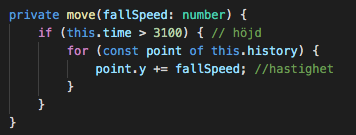 private move(fallSpeed: number) {
    if (this.time > 3100) { // höjd
        for (const point of this.history) {
            point.y += fallSpeed; //hastighet
        }
    }
}